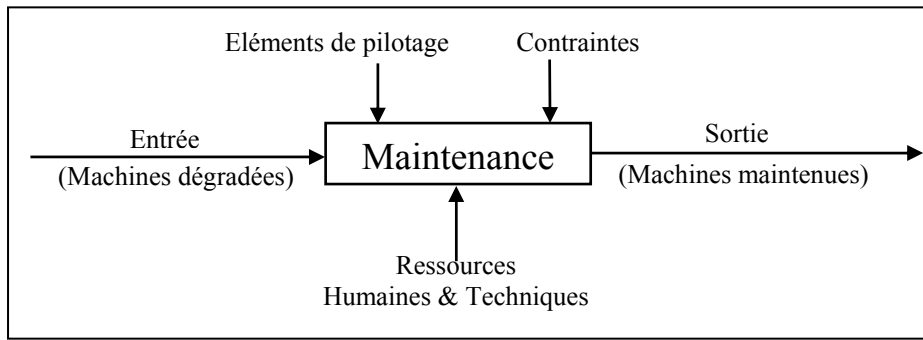 Eléments de pilotage
Contraintes
Entrée
(Machines dégradées)
Maintenance
Sortie
(Machines maintenues)
Ressources
Humaines & Techniques